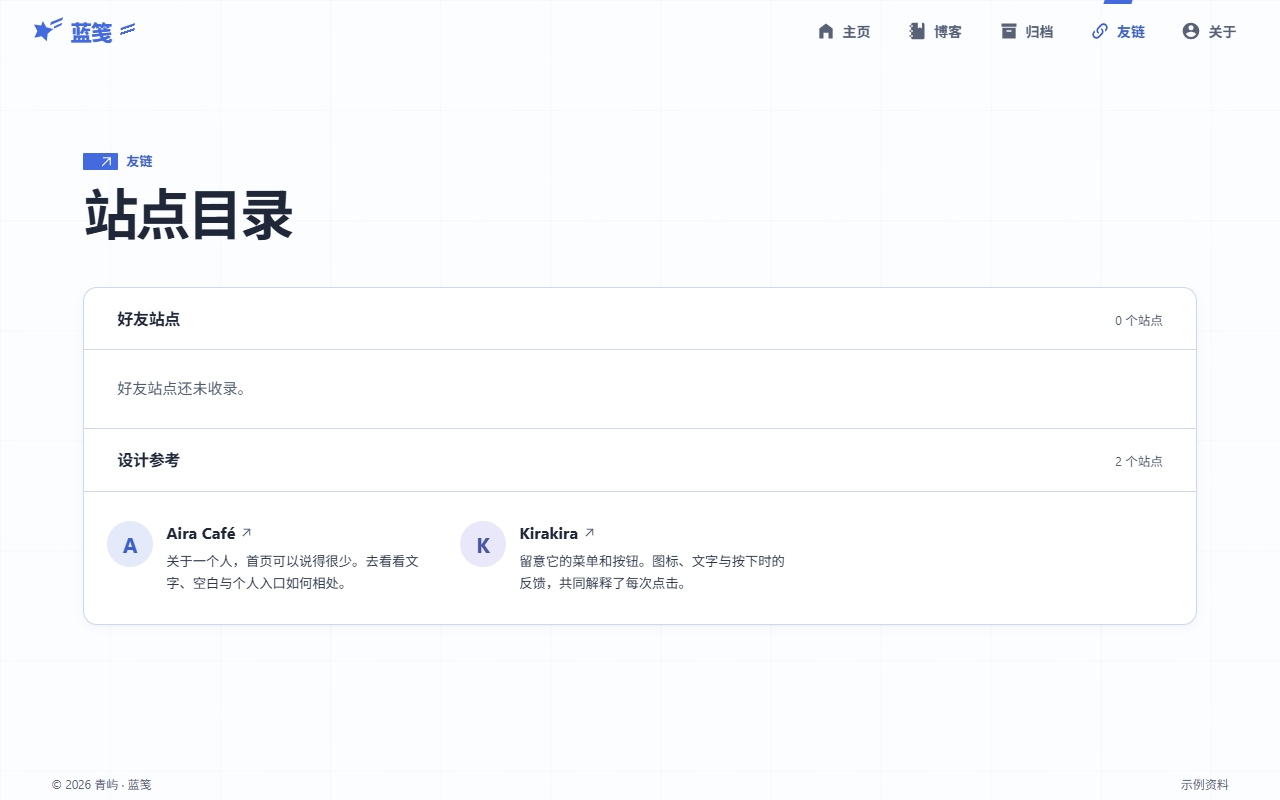 蓝笺
主页
博客
归档
友链
关于
友链
站点目录
好友站点
0 个站点
好友站点还未收录。
设计参考
2 个站点
A
Aira Café
关于一个人，首页可以说得很少。去看看文
字、空白与个人入口如何相处。
K
Kirakira
留意它的菜单和按钮。图标、文字与按下时的
反馈，共同解释了每次点击。
© 2026 青屿 · 蓝笺
示例资料